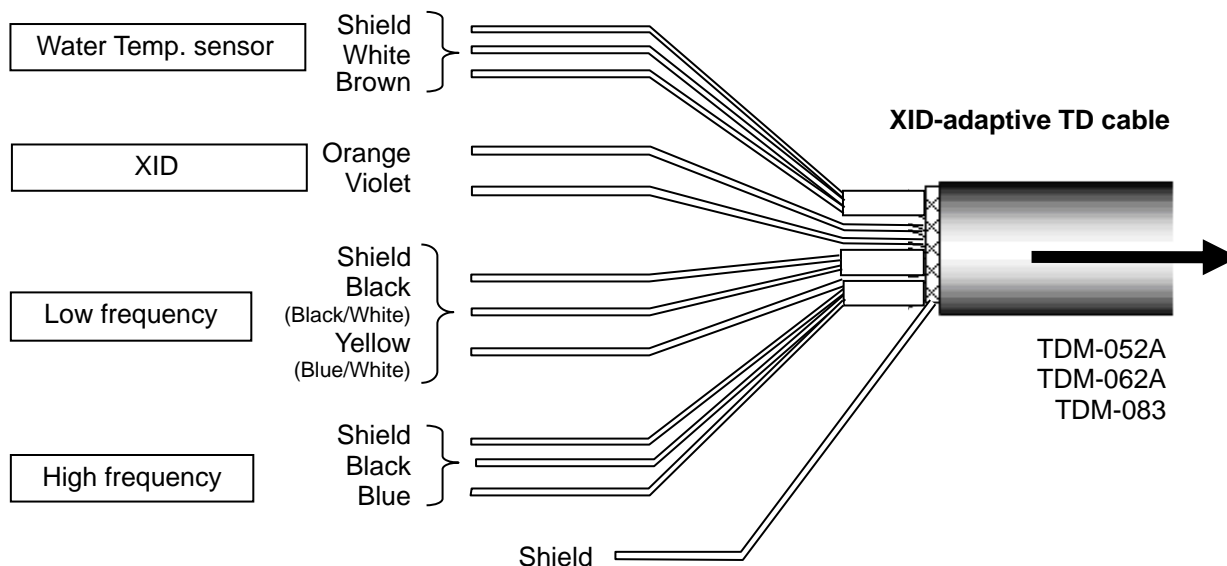 Water Temp. sensor
Shield
White
Brown
XID-adaptive TD cable
XID
Orange
Violet
Low frequency
Shield
Black
(Black/White)
Yellow
(Blue/White)
TDM-052A
TDM-062A
TDM-083
High frequency
Shield
Black
Blue
Shield